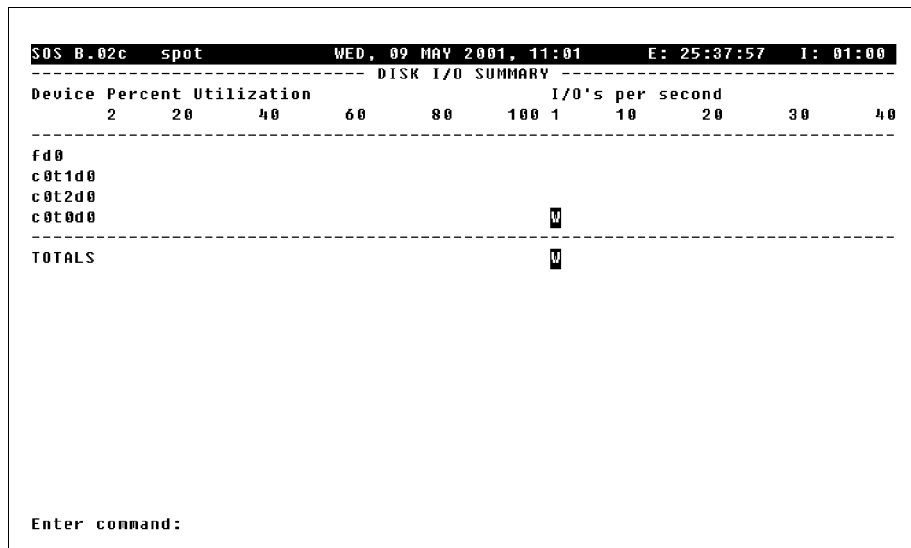 SOS B.02c   spot               WED, 09 MAY 2001, 11:01      E: 25:37:57   I: 01:00
------------------------------- DISK I/O SUMMARY -------------------------------
Device Percent Utilization                      I/O's per second
       2     20      40      60      80     100 1     10      20      30      40
--------------------------------------------------------------------------------
fd0
c0t1d0
c0t2d0
c0t0d0                                          W
--------------------------------------------------------------------------------
TOTALS                                          W
Enter command: